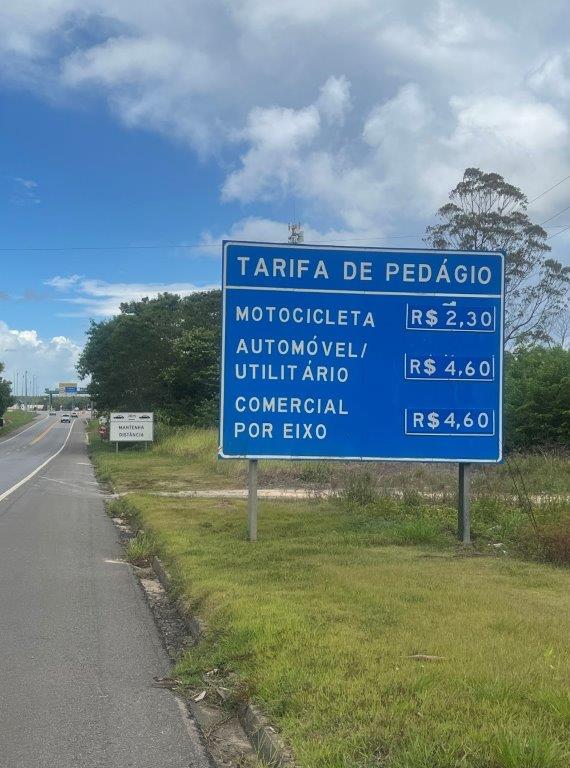 TARIFA DE PEDÁGIO
MOTOCICLETA R$ 2,30
AUTOMÓVEL/
UTILITÁRIO R$ 4,60
COMERCIAL
POR EIXO R$ 4,60
MANTENHA
DISTÂNCIA